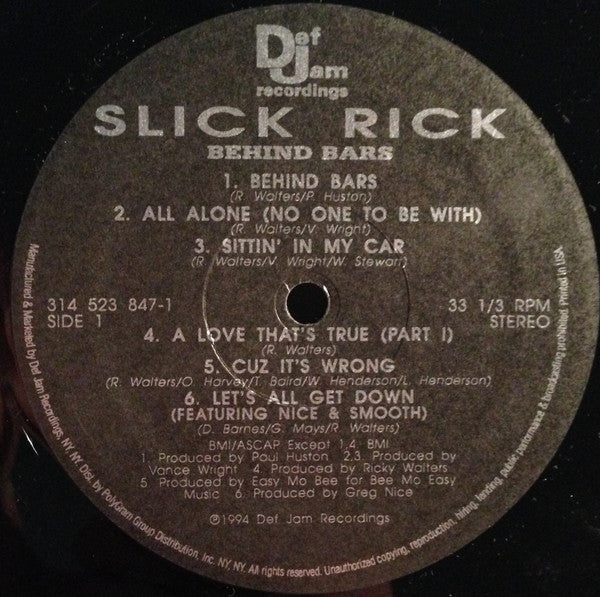 Def
Jam
recordings
SLICK RICK
BEHIND BARS
1. BEHIND BARS
(R. Walters/P. Huston)
2. ALL ALONE (NO ONE TO BE WITH)
(R. Walters/V. Wright)
3. SITTIN' IN MY CAR
(R. Walters/V. Wright/W. Stewart)
314 523 847-1
SIDE 1
33 1/3 RPM
STEREO
4. A LOVE THAT'S TRUE (PART I)
(R. Walters)
5. CUZ IT'S WRONG
(R. Walters/O. Harvey/T. Baird/W. Henderson/L. Henderson)
6. LET'S ALL GET DOWN
(FEATURING NICE & SMOOTH)
(D. Barnes/G. Mays/R. Walters)
BMI/ASCAP Except 1,4. BMI
1. Produced by Paul Huston 2,3. Produced by
Vance Wright 4. Produced by Ricky Walters
5. Produced by Easy Mo Bee for Bee Mo Easy
Music 6. Produced by Greg Nice
℗©1994 Def Jam Recordings
Manufactured & Marketed by Def Jam Recordings, NY, NY. Dist. by PolyGram Group Distribution, Inc. NY, NY. All rights reserved. Unauthorized copying, reproduction, hiring, lending, public performance & broadcasting prohibited. Printed in USA